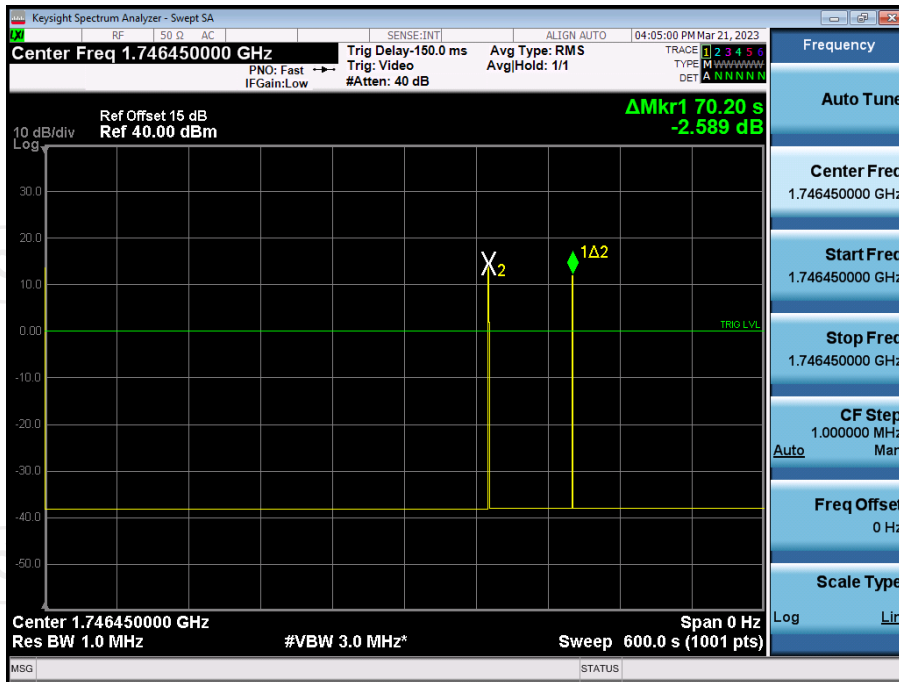 Keysight Spectrum Analyzer - Swept SA
LXI RF 50 Ω AC SENSE:INT ALIGN AUTO 04:05:00 PM Mar 21, 2023
Center Freq 1.746450000 GHz
PNO: Fast
IFGain:Low
Trig Delay-150.0 ms
Trig: Video
#Atten: 40 dB
Avg Type: RMS
Avg|Hold: 1/1
TRACE 1 2 3 4 5 6
TYPE M WWWWW
DET A N N N N N
Ref Offset 15 dB
10 dB/div Ref 40.00 dBm
Log
ΔMkr1 70.20 s
-2.589 dB
30.0
20.0
10.0
0.00
-10.0
-20.0
-30.0
-40.0
-50.0
X2
1Δ2
TRIG LVL
Center 1.746450000 GHz Span 0 Hz
Res BW 1.0 MHz #VBW 3.0 MHz* Sweep 600.0 s (1001 pts)
MSG STATUS
Frequency
Auto Tune
Center Freq
1.746450000 GHz
Start Freq
1.746450000 GHz
Stop Freq
1.746450000 GHz
CF Step
1.000000 MHz
Auto Man
Freq Offset
0 Hz
Scale Type
Log Lin